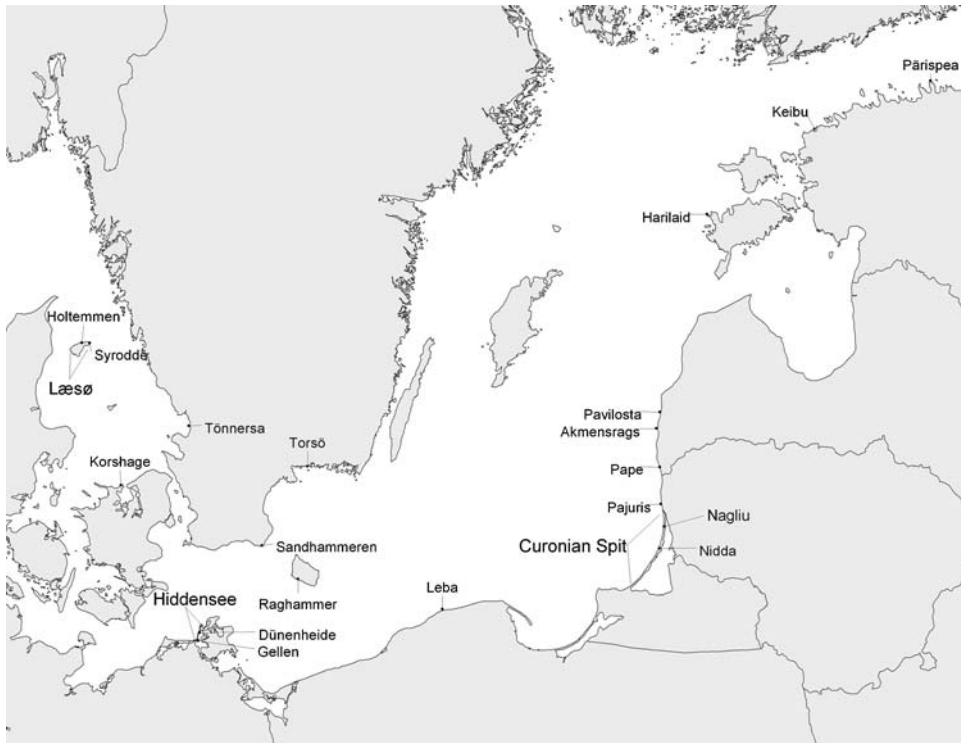 Pärispea
Keibu
Harilaid
Holtemmen
Syrodde
Læsø
Pavilosta
Tönnersa
Akmensrags
Torsö
Korshage
Pape
Pajuris
Nagliu
Curonian Spit
Sandhammeren
Nidda
Leba
Hiddensee
Raghammer
Dünenheide
Gellen